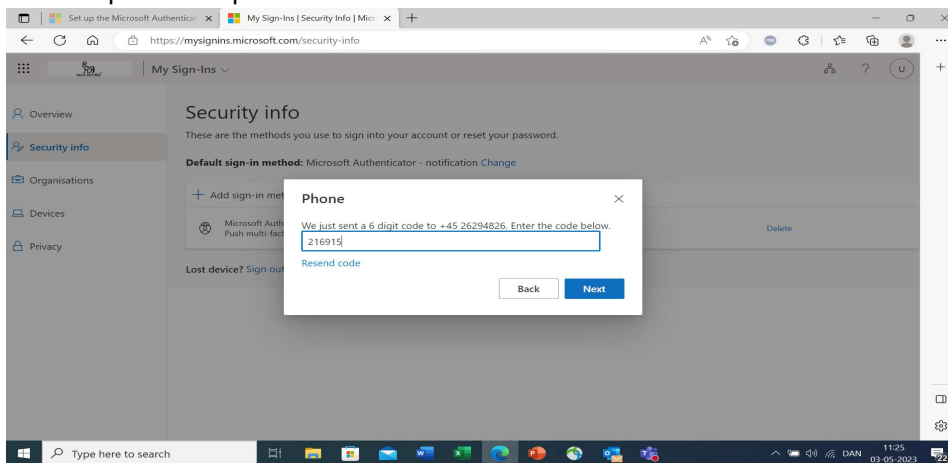 Set up the Microsoft Authenticat
My Sign-Ins | Security Info | Micr
https://mysignins.microsoft.com/security-info
My Sign-Ins
?
U
Overview
Security info
Organisations
Devices
Privacy
Security info
These are the methods you use to sign into your account or reset your password.
Default sign-in method: Microsoft Authenticator - notification Change
+ Add sign-in met
Microsoft Auth
Push multi-fact
Delete
Lost device? Sign out
Phone
We just sent a 6 digit code to +45 26294826. Enter the code below.
216915
Resend code
Back
Next
Type here to search
DAN
11:25
03-05-2023
22